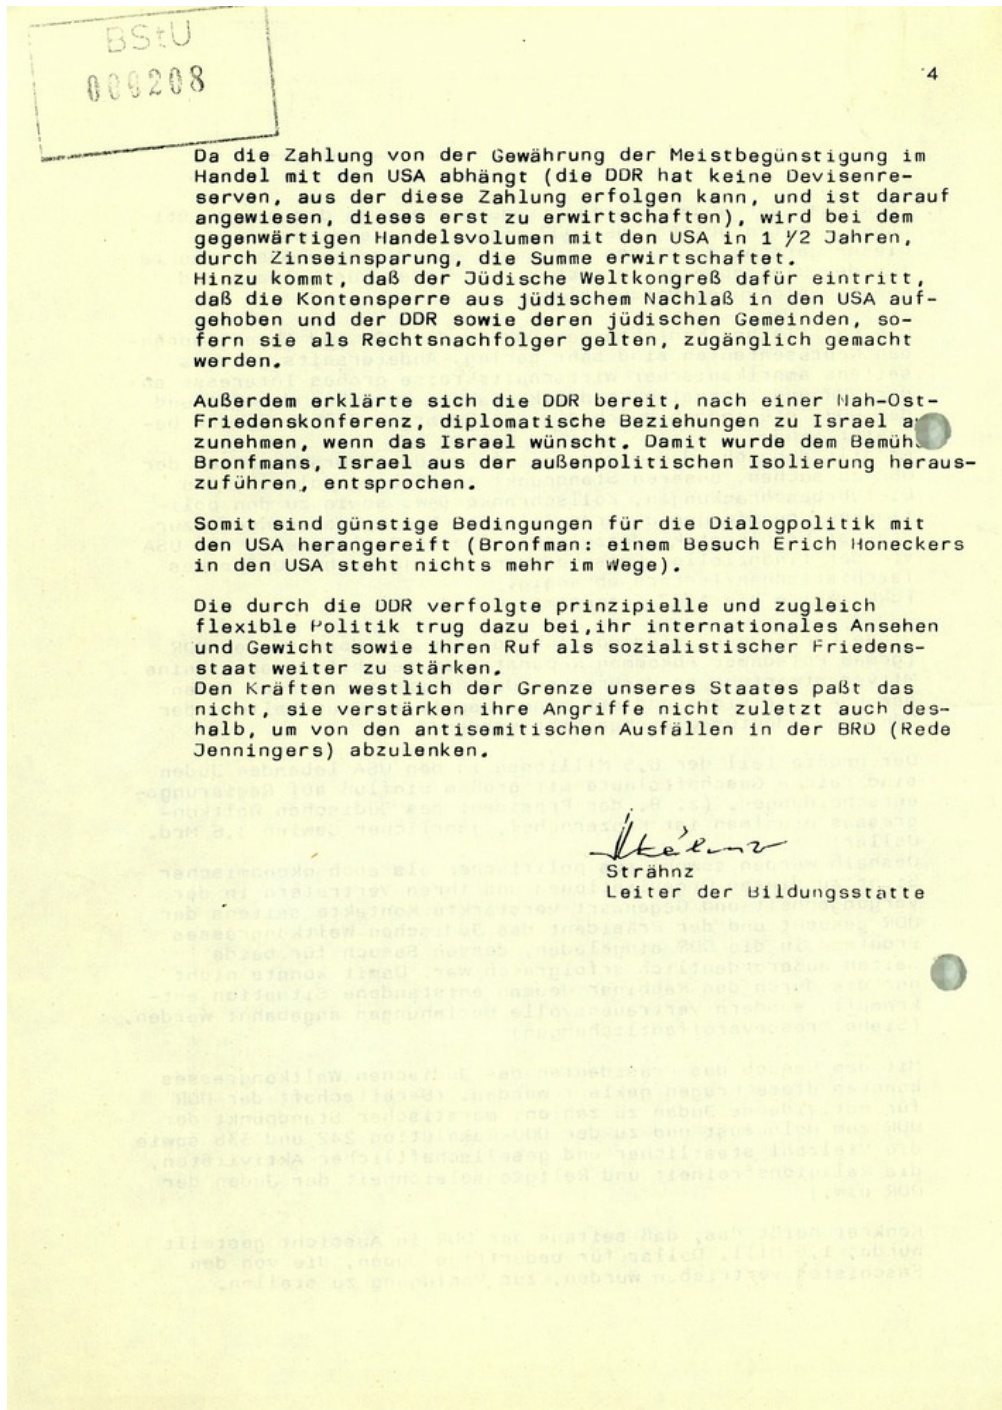 BStU
000208
4
Da die Zahlung von der Gewährung der Meistbegünstigung im
Handel mit den USA abhängt (die DDR hat keine Devisenre-
serven, aus der diese Zahlung erfolgen kann, und ist darauf
angewiesen, dieses erst zu erwirtschaften), wird bei dem
gegenwärtigen Handelsvolumen mit den USA in 1 1/2 Jahren,
durch Zinseinsparung, die Summe erwirtschaftet.
Hinzu kommt, daß der Jüdische Weltkongreß dafür eintritt,
daß die Kontensperre aus jüdischem Nachlaß in den USA auf-
gehoben und der DDR sowie deren jüdischen Gemeinden, so-
fern sie als Rechtsnachfolger gelten, zugänglich gemacht
werden.
Außerdem erklärte sich die DDR bereit, nach einer Nah-Ost-
Friedenskonferenz, diplomatische Beziehungen zu Israel
zunehmen, wenn das Israel wünscht. Damit wurde dem
Bronfmans, Israel aus der außenpolitischen Isolierung heraus-
zuführen, entsprochen.
Somit sind günstige Bedingungen für die Dialogpolitik mit
den USA herangereift (Bronfman: einem Besuch Erich Honeckers
in den USA steht nichts mehr im Wege).
Die durch die DDR verfolgte prinzipielle und zugleich
flexible Politik trug dazu bei,ihr internationales Ansehen
und Gewicht sowie ihren Ruf als sozialistischer Friedens-
staat weiter zu stärken.
Den Kräften westlich der Grenze unseres Staates paßt das
nicht, sie verstärken ihre Angriffe nicht zuletzt auch des-
halb, um von den antisemitischen Ausfällen in der BRD (Rede
Jenningers) abzulenken.
Strähnz
Leiter der Bildungsstatte